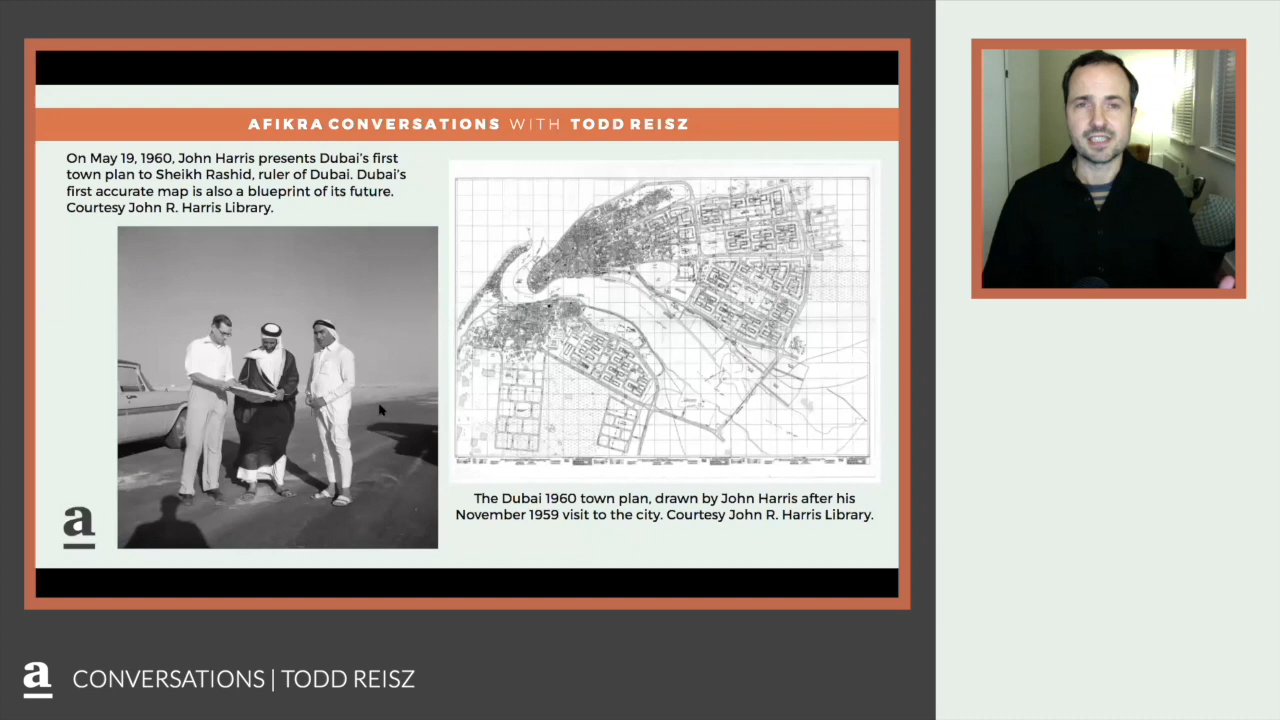 AFIKRA CONVERSATIONS WITH TODD REISZ
On May 19, 1960, John Harris presents Dubai's first
town plan to Sheikh Rashid, ruler of Dubai. Dubai's
first accurate map is also a blueprint of its future.
Courtesy John R. Harris Library.
a
The Dubai 1960 town plan, drawn by John Harris after his
November 1959 visit to the city. Courtesy John R. Harris Library.
a CONVERSATIONS | TODD REISZ